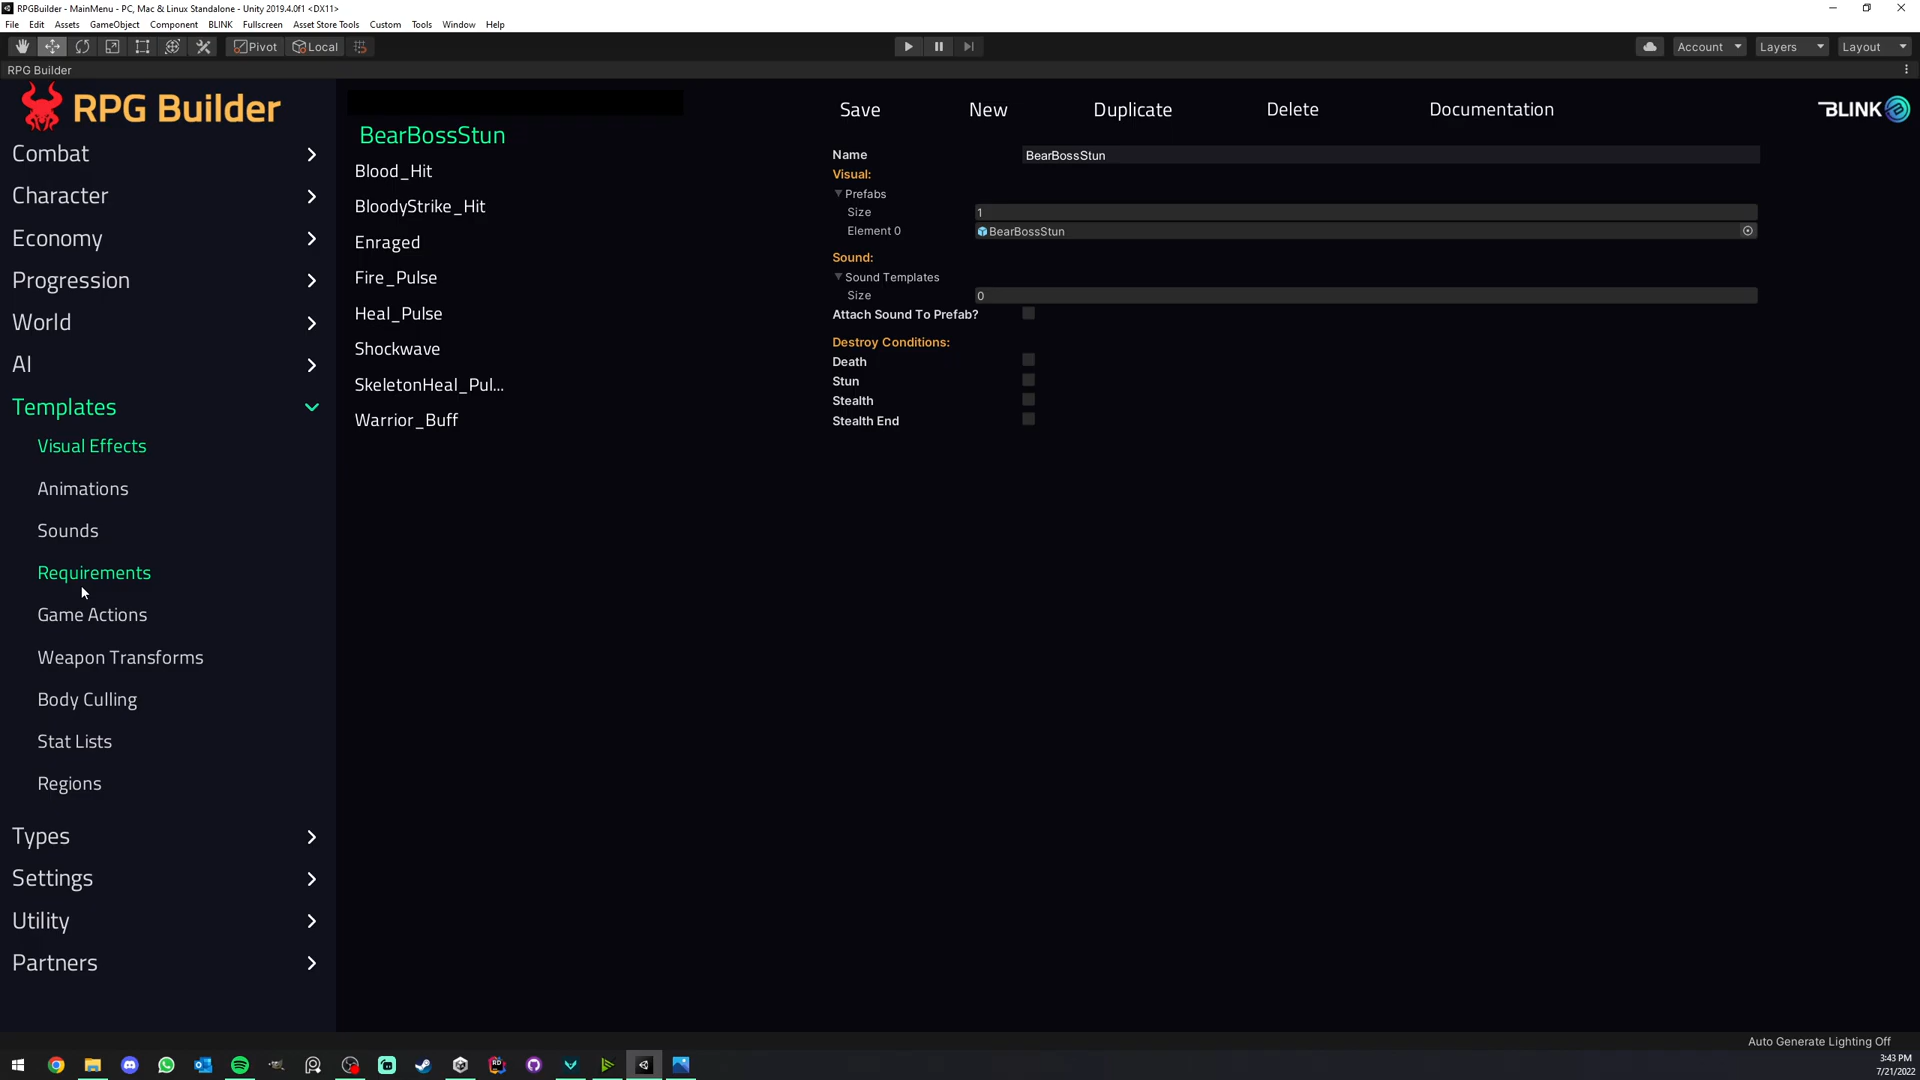 RPGBuilder - MainMenu - PC, Mac & Linux Standalone - Unity 2019.4.0f1 <DX11>
File Edit Assets GameObject Component Tools BLINK Fullscreen Asset Store Tools Custom Tools Window Help
Pivot Local Account Layers Layout
RPG Builder
RPG Builder
Save New Duplicate Delete Documentation BLINK
Combat
Character
Economy
Progression
World
AI
Templates
Visual Effects
Animations
Sounds
Requirements
Game Actions
Weapon Transforms
Body Culling
Stat Lists
Regions
Types
Settings
Utility
Partners
BearBossStun
Blood_Hit
BloodyStrike_Hit
Enraged
Fire_Pulse
Heal_Pulse
Shockwave
SkeletonHeal_Pul...
Warrior_Buff
Name BearBossStun
Visual:
Prefabs
Size 1
Element 0 BearBossStun
Sound:
Sound Templates
Size 0
Attach Sound To Prefab?
Destroy Conditions:
Death
Stun
Stealth
Stealth End
Auto Generate Lighting Off
3:43 PM
7/21/2022